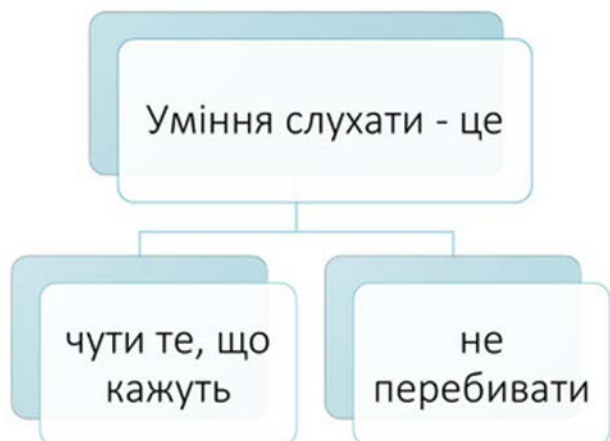 Уміння слухати - це
чути те, що
кажуть
не
перебивати